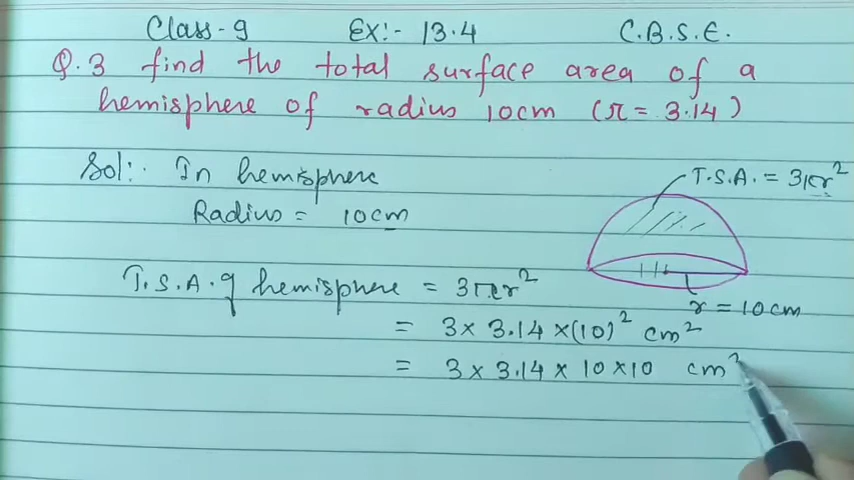 Class-9 Ex:- 13.4 C.B.S.E.
Q.3 find the total surface area of a
hemisphere of radius 10cm (π = 3.14)
Sol:- In hemisphere
Radius = 10cm
T.S.A. = 3πr²
T.S.A. of hemisphere = 3πr²
r = 10cm
= 3 × 3.14 × (10)² cm²
= 3 × 3.14 × 10 × 10 cm²